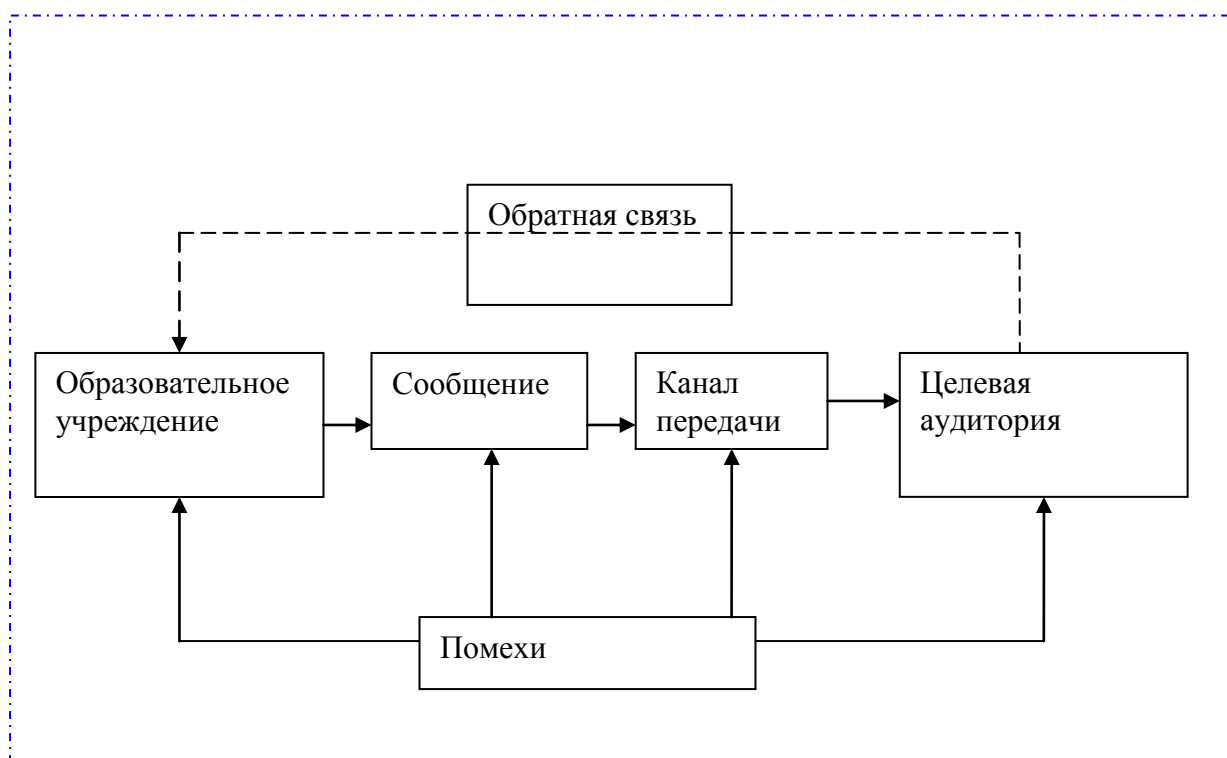 Обратная связь
Образовательное
учреждение
Сообщение
Канал
передачи
Целевая
аудитория
Помехи